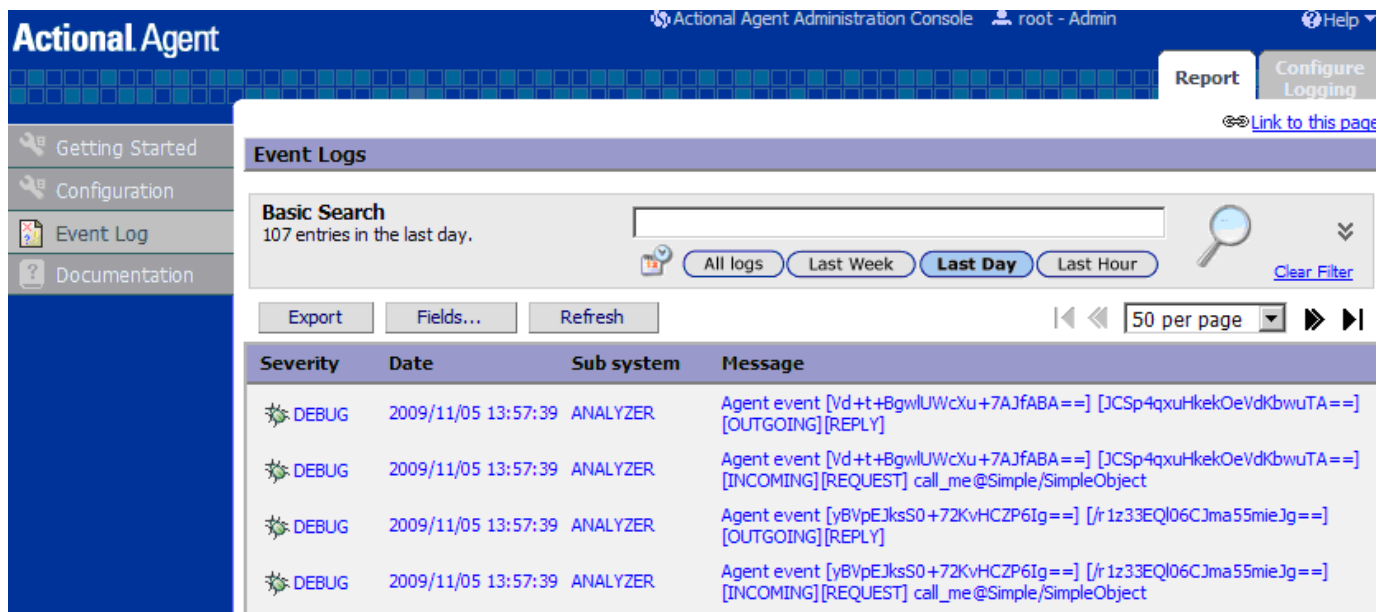 Actional Agent Administration Console root - Admin Help
Actional Agent
Report
Configure
Logging
Link to this page
Getting Started
Configuration
Event Log
Documentation
Event Logs
Basic Search
107 entries in the last day.
All logs Last Week Last Day Last Hour
Clear Filter
Export Fields... Refresh 50 per page
Severity Date Sub system Message
DEBUG 2009/11/05 13:57:39 ANALYZER Agent event [Vd+t+BgwlUWcXu+7AJfABA==] [JCSp4qxuHkekOeVdKbwuTA==]
[OUTGOING][REPLY]
DEBUG 2009/11/05 13:57:39 ANALYZER Agent event [Vd+t+BgwlUWcXu+7AJfABA==] [JCSp4qxuHkekOeVdKbwuTA==]
[INCOMING][REQUEST] call_me@Simple/SimpleObject
DEBUG 2009/11/05 13:57:39 ANALYZER Agent event [yBVpEJksS0+72KvHCZP6Ig==] [/r1z33EQl06CJma55mieJg==]
[OUTGOING][REPLY]
DEBUG 2009/11/05 13:57:39 ANALYZER Agent event [yBVpEJksS0+72KvHCZP6Ig==] [/r1z33EQl06CJma55mieJg==]
[INCOMING][REQUEST] call_me@Simple/SimpleObject